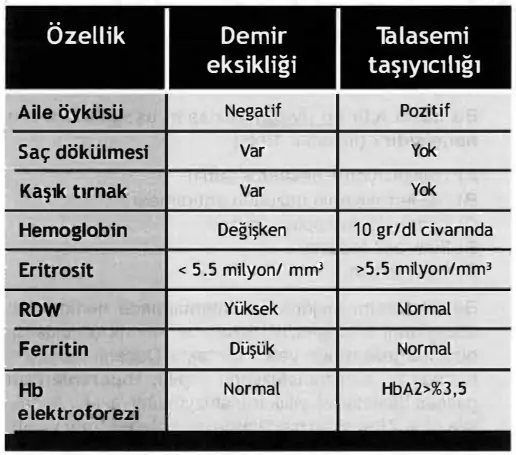 Özellik Demir eksikliği Talasemi taşıyıcılığı
Aile öyküsü Negatif Pozitif
Saç dökülmesi Var Yok
Kaşık tırnak Var Yok
Hemoglobin Değişken 10 gr/dl civarında
Eritrosit < 5.5 milyon/ mm³ >5.5 milyon/mm³
RDW Yüksek Normal
Ferritin Düşük Normal
elektroforezi Normal HbA2>%3,5